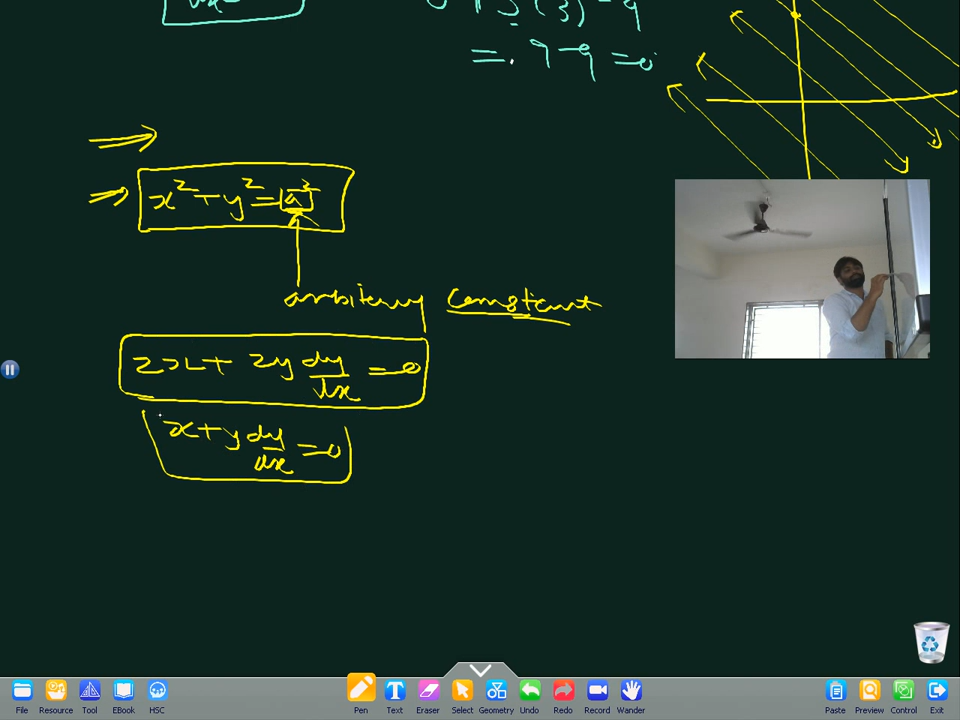 = 9-9=0
⇒
⇒ x²+y²=a²
arbitrary constant
2x+ 2y dy/dx =0
x+y dy/dx =0
File Resource Tool EBook HSC Pen Text Eraser Select Geometry Undo Redo Record Wander Paste Preview Control Exit